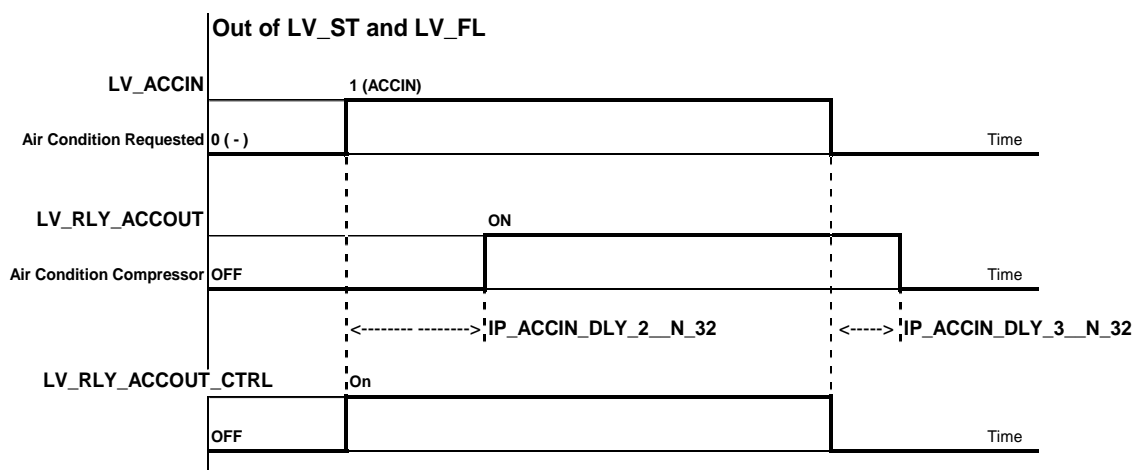 Out of LV_ST and LV_FL
LV_ACCIN 1 (ACCIN)
Air Condition Requested 0 ( - ) Time
LV_RLY_ACCOUT ON
Air Condition Compressor OFF Time
<-------- --------> IP_ACCIN_DLY_2__N_32 <-----> IP_ACCIN_DLY_3__N_32
LV_RLY_ACCOUT_CTRL On
OFF Time